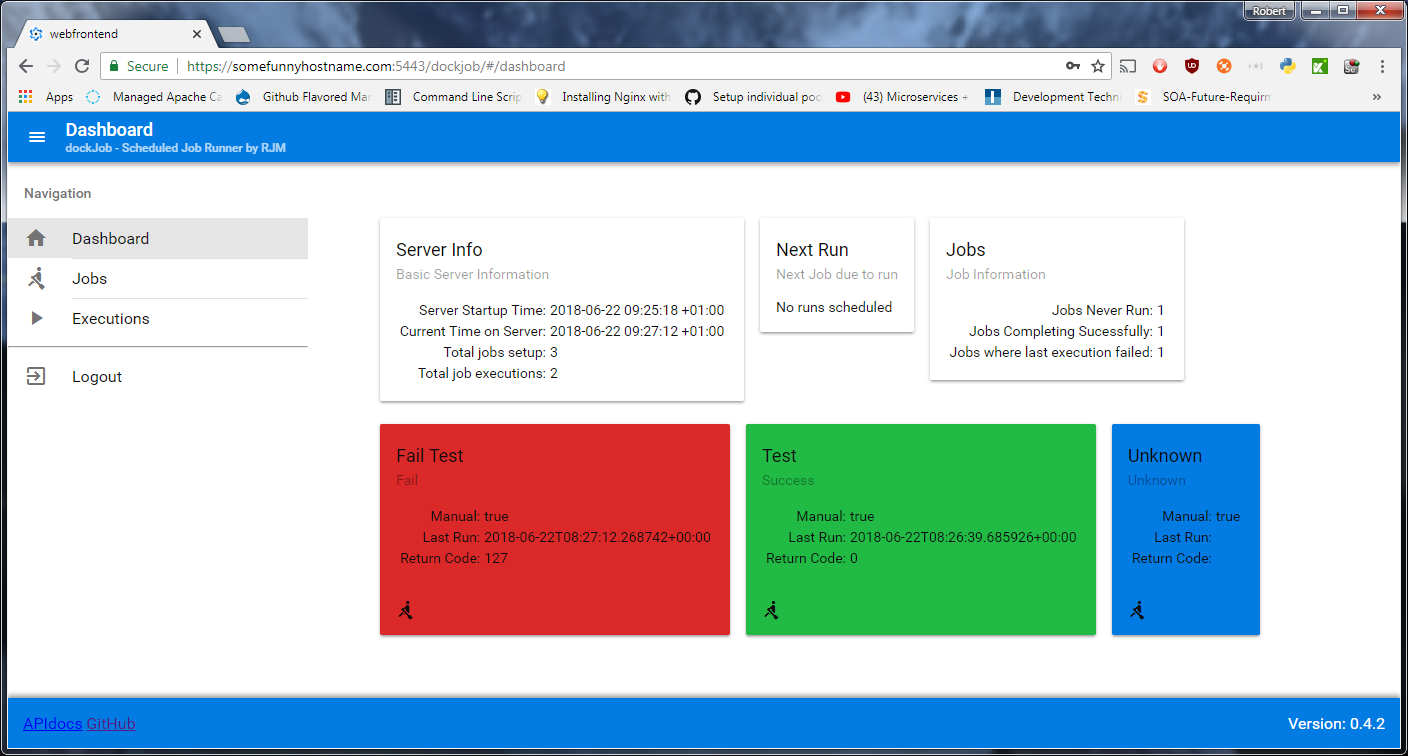 Robert
webfrontend
Secure https://somefunnyhostname.com:5443/dockjob/#/dashboard
Apps Managed Apache Ca Github Flavored Mar Command Line Scrip Installing Nginx with Setup individual poo (43) Microservices + Development Techni SOA-Future-Requirm »
Dashboard
dockJob - Scheduled Job Runner by RJM
Navigation
Dashboard
Jobs
Executions
Logout
Server Info
Basic Server Information
Server Startup Time: 2018-06-22 09:25:18 +01:00
Current Time on Server: 2018-06-22 09:27:12 +01:00
Total jobs setup: 3
Total job executions: 2
Next Run
Next Job due to run
No runs scheduled
Jobs
Job Information
Jobs Never Run: 1
Jobs Completing Sucessfully: 1
Jobs where last execution failed: 1
Fail Test
Fail
Manual: true
Last Run: 2018-06-22T08:27:12.268742+00:00
Return Code: 127
Test
Success
Manual: true
Last Run: 2018-06-22T08:26:39.685926+00:00
Return Code: 0
Unknown
Unknown
Manual: true
Last Run:
Return Code:
APIdocs GitHub
Version: 0.4.2